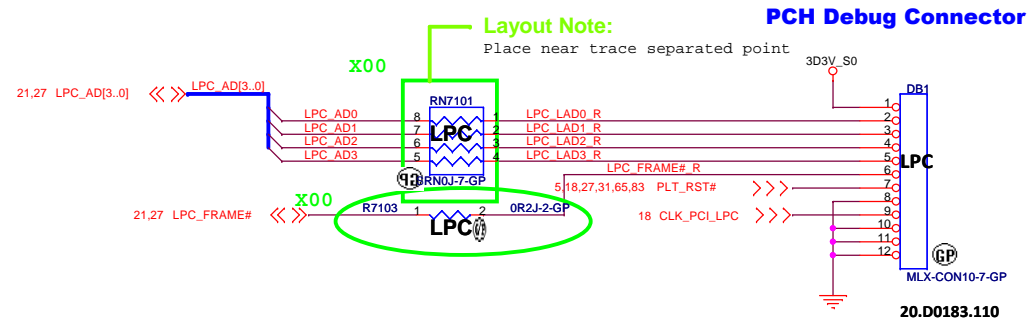 PCH Debug Connector
Layout Note:
Place near trace separated point
X00
3D3V_S0
21,27 LPC_AD[3..0]
LPC_AD[3..0]
DB1
RN7101
LPC_AD0 8 1 LPC_LAD0_R
LPC_AD1 7 2 LPC_LAD1_R
LPC_AD2 6 3 LPC_LAD2_R
LPC_AD3 5 4 LPC_LAD3_R
LPC
1
2
3
4
5
6
7
8
9
10
11
12
LPC
LPC_FRAME#_R
GP
SRN0J-7-GP
5,18,27,31,65,83 PLT_RST#
X00
R7103
21,27 LPC_FRAME#
1 2
0R2J-2-GP
18 CLK_PCI_LPC
LPC
GP
MLX-CON10-7-GP
20.D0183.110